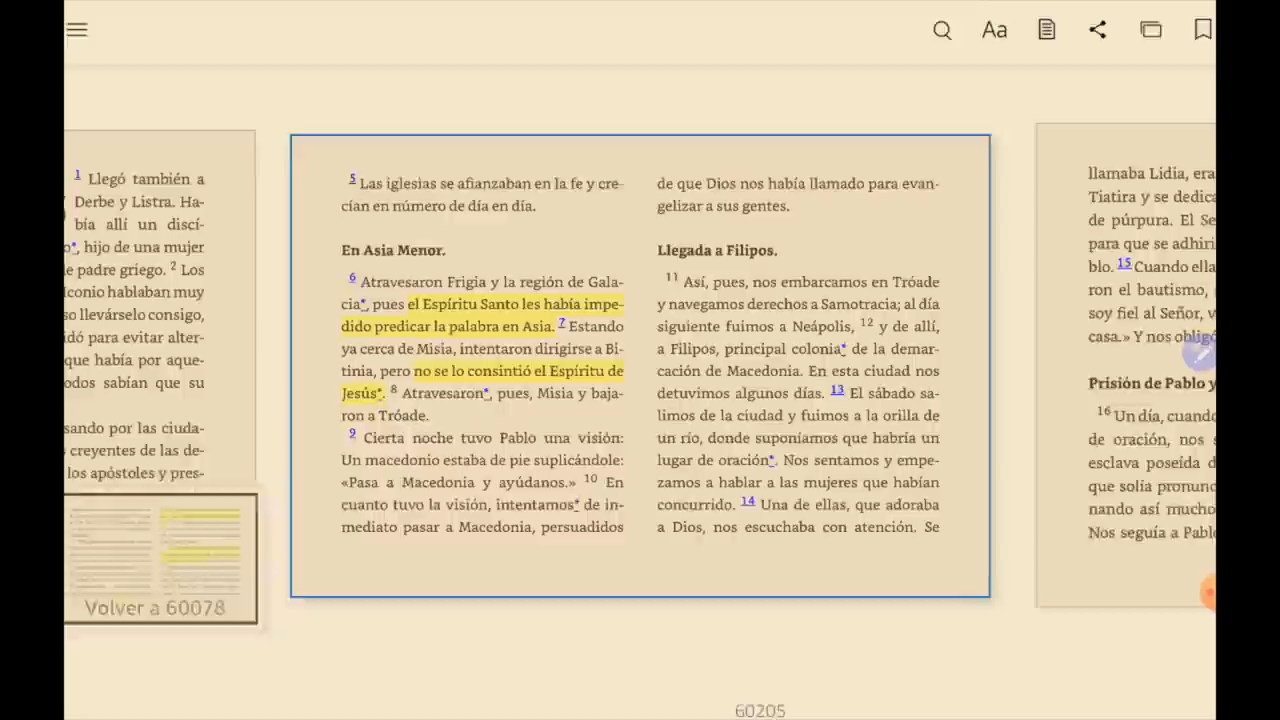 Aa
1 Llegó también a
Derbe y Listra. Ha-
bía allí un discí-
o*, hijo de una mujer
e padre griego. 2 Los
Iconio hablaban muy
so llevárselo consigo,
idó para evitar alter-
que había por aque-
odos sabían que su
sando por las ciuda-
creyentes de las de-
los apóstoles y pres-
Volver a 60078
5 Las iglesias se afianzaban en la fe y cre-
cían en número de día en día.
En Asia Menor.
6 Atravesaron Frigia y la región de Gala-
cia*, pues el Espíritu Santo les había impe-
dido predicar la palabra en Asia. 7 Estando
ya cerca de Misia, intentaron dirigirse a Bi-
tinia, pero no se lo consintió el Espíritu de
Jesús*. 8 Atravesaron*, pues, Misia y baja-
ron a Tróade.
9 Cierta noche tuvo Pablo una visión:
Un macedonio estaba de pie suplicándole:
«Pasa a Macedonia y ayúdanos.» 10 En
cuanto tuvo la visión, intentamos* de in-
mediato pasar a Macedonia, persuadidos
de que Dios nos había llamado para evan-
gelizar a sus gentes.
Llegada a Filipos.
11 Así, pues, nos embarcamos en Tróade
y navegamos derechos a Samotracia; al día
siguiente fuimos a Neápolis, 12 y de allí,
a Filipos, principal colonia* de la demar-
cación de Macedonia. En esta ciudad nos
detuvimos algunos días. 13 El sábado sa-
limos de la ciudad y fuimos a la orilla de
un río, donde suponíamos que habría un
lugar de oración*. Nos sentamos y empe-
zamos a hablar a las mujeres que habían
concurrido. 14 Una de ellas, que adoraba
a Dios, nos escuchaba con atención. Se
llamaba Lidia, era
Tiatira y se dedica
de púrpura. El Se
para que se adhiri
blo. 15 Cuando ella
ron el bautismo,
soy fiel al Señor, v
casa.» Y nos obligó
Prisión de Pablo y
16 Un día, cuando
de oración, nos s
esclava poseída d
que solía pronunc
nando así mucho
Nos seguía a Pablo
60205